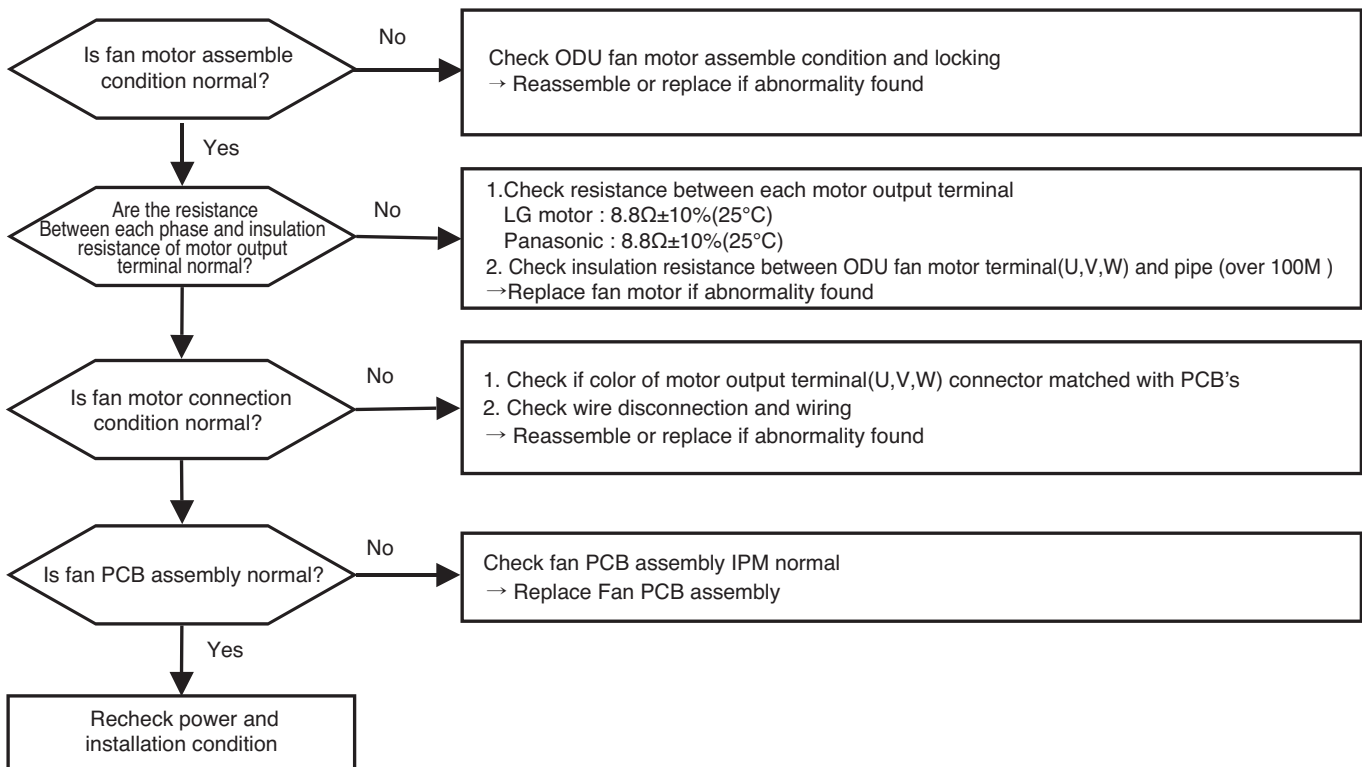 Is fan motor assemble
condition normal?
No
Check ODU fan motor assemble condition and locking
→ Reassemble or replace if abnormality found
Yes
Are the resistance
Between each phase and insulation
resistance of motor output
terminal normal?
No
1.Check resistance between each motor output terminal
LG motor : 8.8Ω±10%(25°C)
Panasonic : 8.8Ω±10%(25°C)
2. Check insulation resistance between ODU fan motor terminal(U,V,W) and pipe (over 100M )
→Replace fan motor if abnormality found
Is fan motor connection
condition normal?
No
1. Check if color of motor output terminal(U,V,W) connector matched with PCB's
2. Check wire disconnection and wiring
→ Reassemble or replace if abnormality found
Is fan PCB assembly normal?
No
Check fan PCB assembly IPM normal
→ Replace Fan PCB assembly
Yes
Recheck power and
installation condition